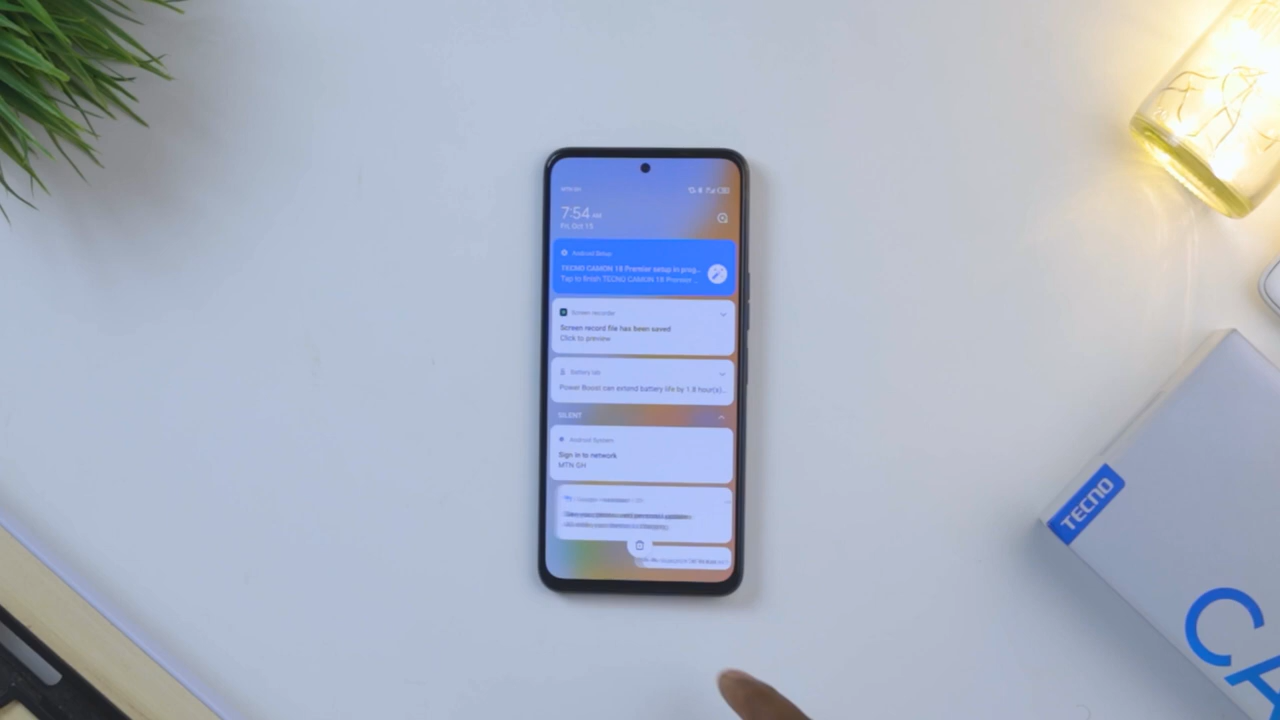 7:54 AM
Fri, Oct 15
Android Setup
TECNO CAMON 18 Premier setup in prog...
Tap to finish TECNO CAMON 18 Premier ...
Screen recorder
Screen record file has been saved
Click to preview
Battery lab
Power Boost can extend battery life by 1.8 hour(s)...
SILENT
Android System
Sign in to network
MTN GH
TECNO
CA